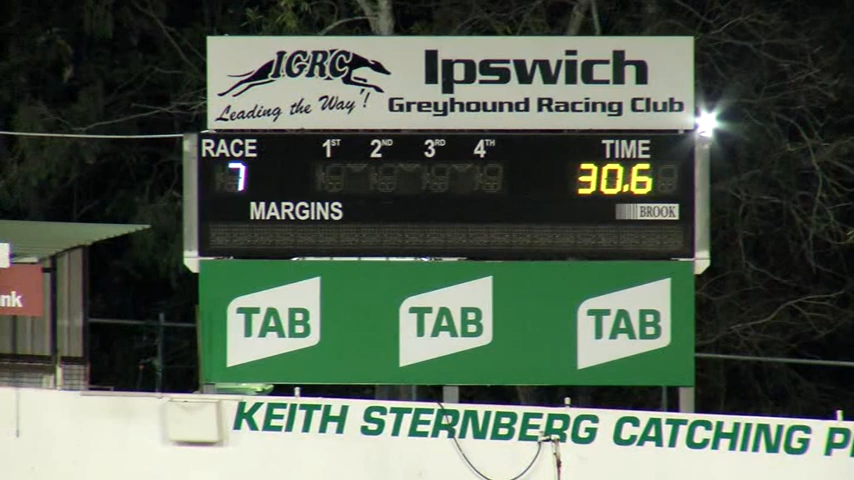 IGRC
Leading the Way!
Ipswich
Greyhound Racing Club
RACE 1ST 2ND 3RD 4TH TIME
7 30.6
MARGINS BROOK
TAB TAB TAB
nk
KEITH STERNBERG CATCHING P